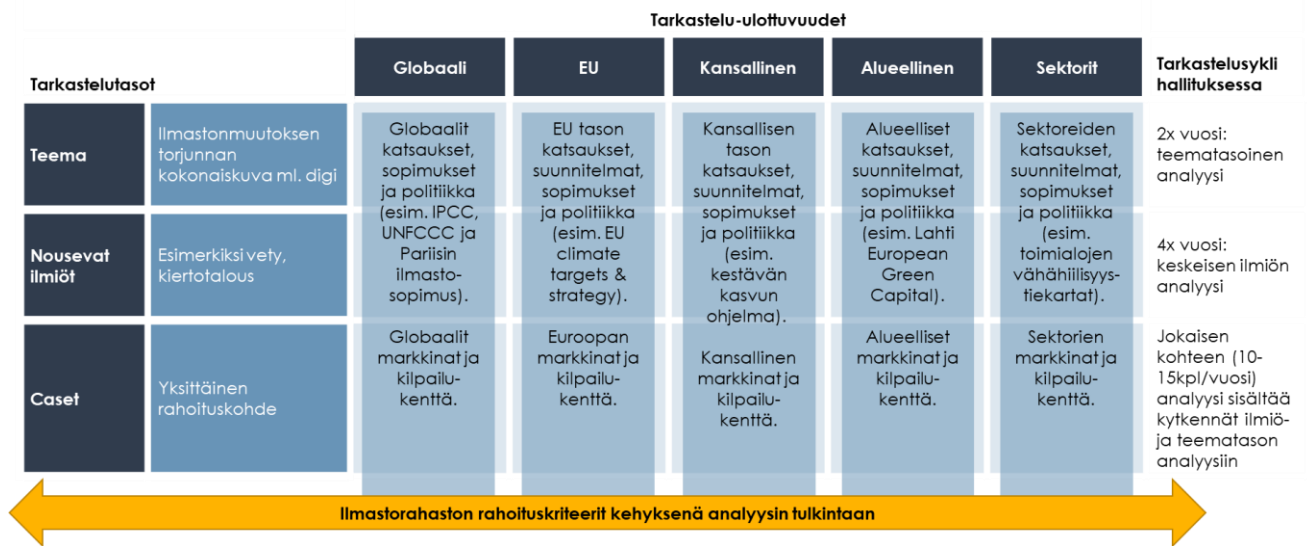 Tarkastelu-ulottuvuudet
Tarkastelutasot
Globaali
EU
Kansallinen
Alueellinen
Sektorit
Tarkastelusykli
hallituksessa
Teema
Ilmastonmuutoksen
torjunnan
kokonaiskuva ml. digi
Globaalit
katsaukset,
sopimukset
ja politiikka
(esim. IPCC,
UNFCCC ja
Pariisin
ilmasto-
sopimus).
EU tason
katsaukset,
suunnitelmat,
sopimukset
ja politiikka
(esim. EU
climate
targets &
strategy).
Kansallisen
tason
katsaukset,
suunnitelmat,
sopimukset
ja politiikka
(esim.
kestävän
kasvun
ohjelma).
Alueelliset
katsaukset,
suunnitelmat,
sopimukset
ja politiikka
(esim. Lahti
European
Green
Capital).
Sektoreiden
katsaukset,
suunnitelmat,
sopimukset
ja politiikka
(esim.
toimialojen
vähähiilisyys-
tiekartat).
2x vuosi:
teematasoinen
analyysi
Nousevat
ilmiöt
Esimerkiksi vety,
kiertotalous
4x vuosi:
keskeisen ilmiön
analyysi
Caset
Yksittäinen
rahoituskohde
Globaalit
markkinat ja
kilpailu-
kenttä.
Euroopan
markkinat ja
kilpailu-
kenttä.
Kansallinen
markkinat ja
kilpailu-
kenttä.
Alueelliset
markkinat ja
kilpailu-
kenttä.
Sektorien
markkinat ja
kilpailu-
kenttä.
Jokaisen
kohteen (10-
15kpl/vuosi)
analyysi sisältää
kytkennät ilmiö-
ja teematason
analyysiin
Ilmastorahaston rahoituskriteerit kehyksenä analyysin tulkintaan